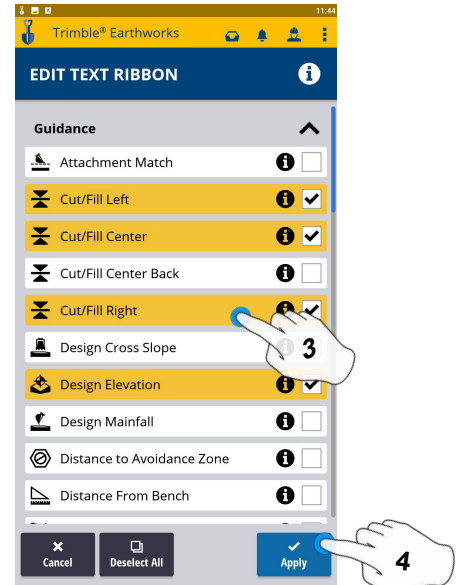 11:44
Trimble® Earthworks
EDIT TEXT RIBBON
Guidance
Attachment Match
Cut/Fill Left
Cut/Fill Center
Cut/Fill Center Back
Cut/Fill Right
Design Cross Slope
3
Design Elevation
Design Mainfall
Distance to Avoidance Zone
Distance From Bench
Cancel
Deselect All
Apply
4